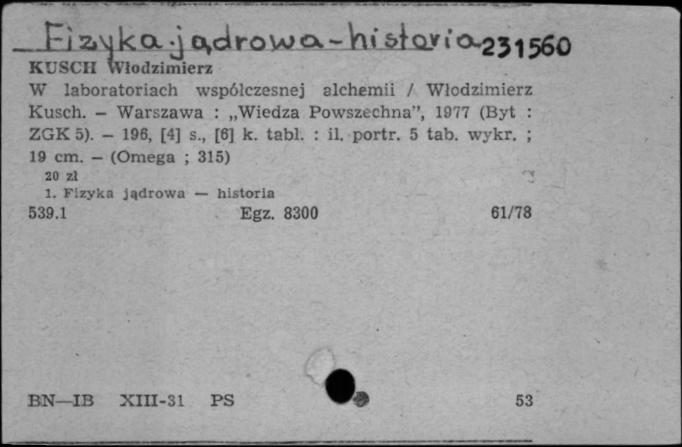 Fizyka jądrowa - historia 231560
KUSCH Włodzimierz
W laboratoriach współczesnej alchemii / Włodzimierz
Kusch. — Warszawa : „Wiedza Powszechna”, 1977 (Byt :
ZGK 5). — 196, [4] s., [6] k. tabl. : il. portr. 5 tab. wykr. ;
19 cm. — (Omega ; 315)
20 zł
1. Fizyka jądrowa — historia
539.1 Egz. 8300 61/78
BN—IB XIII-31 PS 53